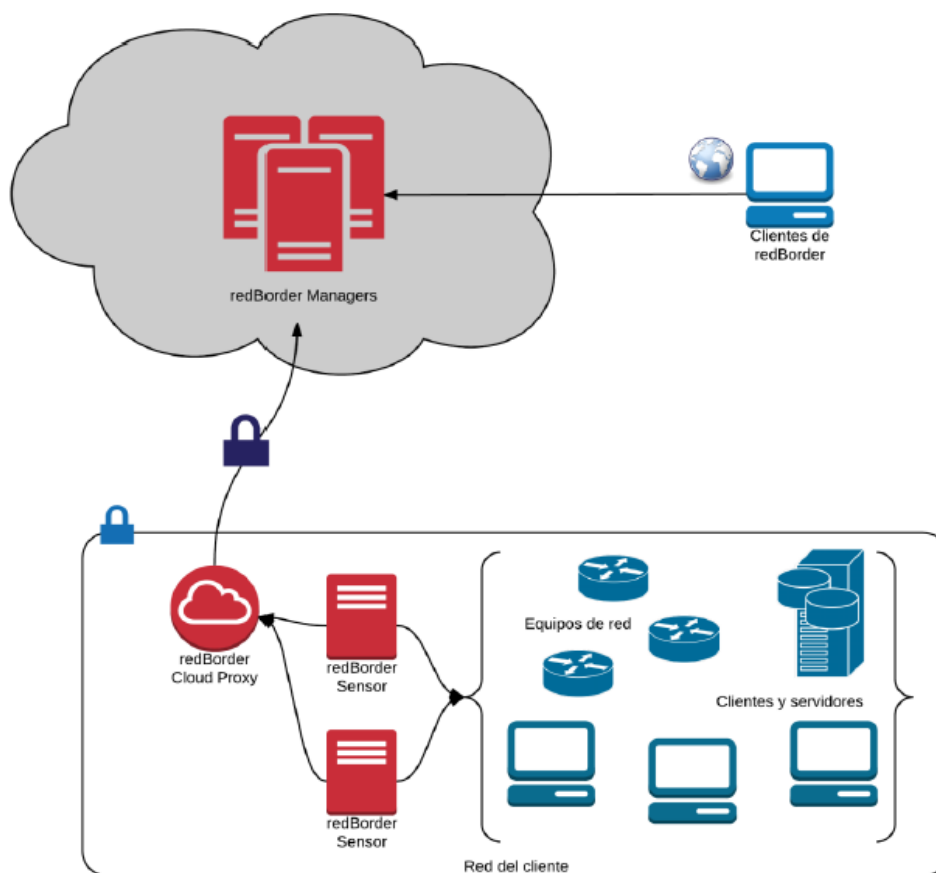 redBorder Managers
Clientes de
redBorder
redBorder
Cloud Proxy
redBorder
Sensor
redBorder
Sensor
Equipos de red
Clientes y servidores
Red del cliente